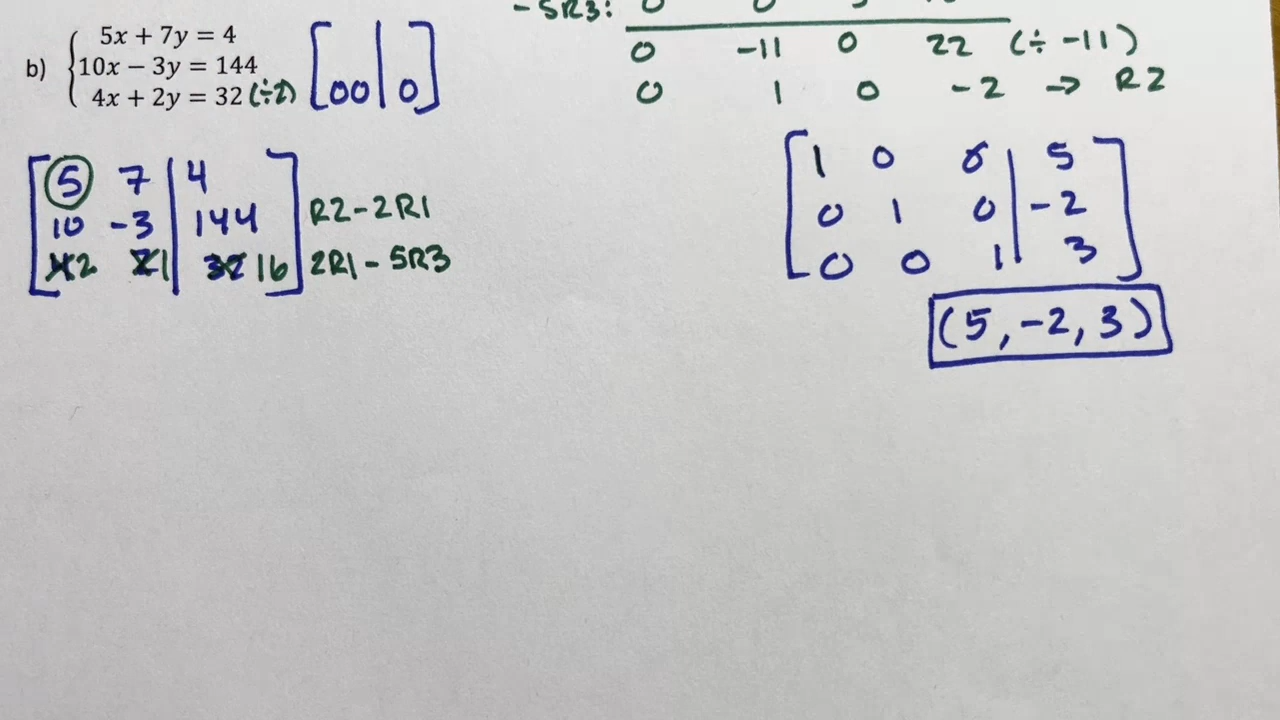 - 5R3:
0 -11 0 22 (÷ -11)
0 1 0 -2 → R2
b) { 5x + 7y = 4
10x − 3y = 144
4x + 2y = 32 (÷2)
[ 0 0 | 0 ]
[ 5 7 | 4 ]
[ 10 -3 | 144 ] R2 - 2R1
[ 4 2 2 1 | 32 16 ] 2R1 - 5R3
[ 1 0 0 | 5 ]
[ 0 1 0 | -2 ]
[ 0 0 1 | 3 ]
(5, -2, 3)